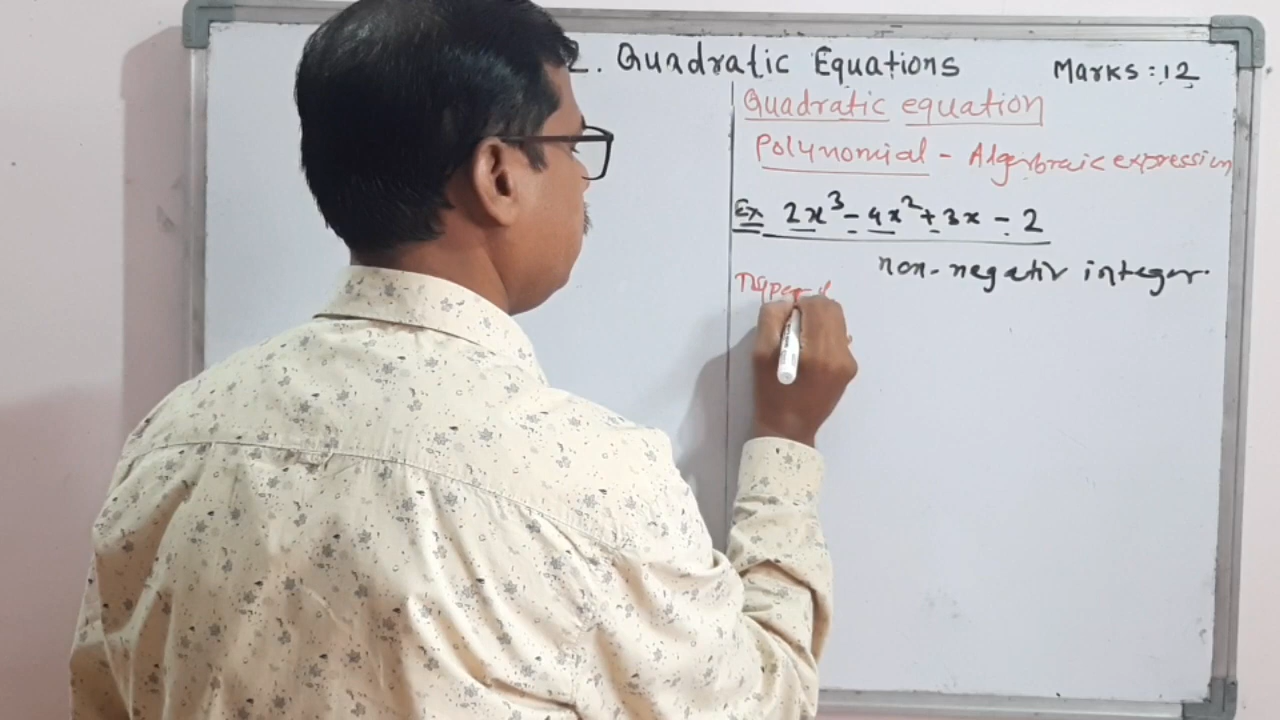 2. Quadratic Equations Marks: 12
Quadratic equation
Polynomial - Algebraic expression
Ex 2x³ - 4x² + 3x - 2
non-negativ integer.